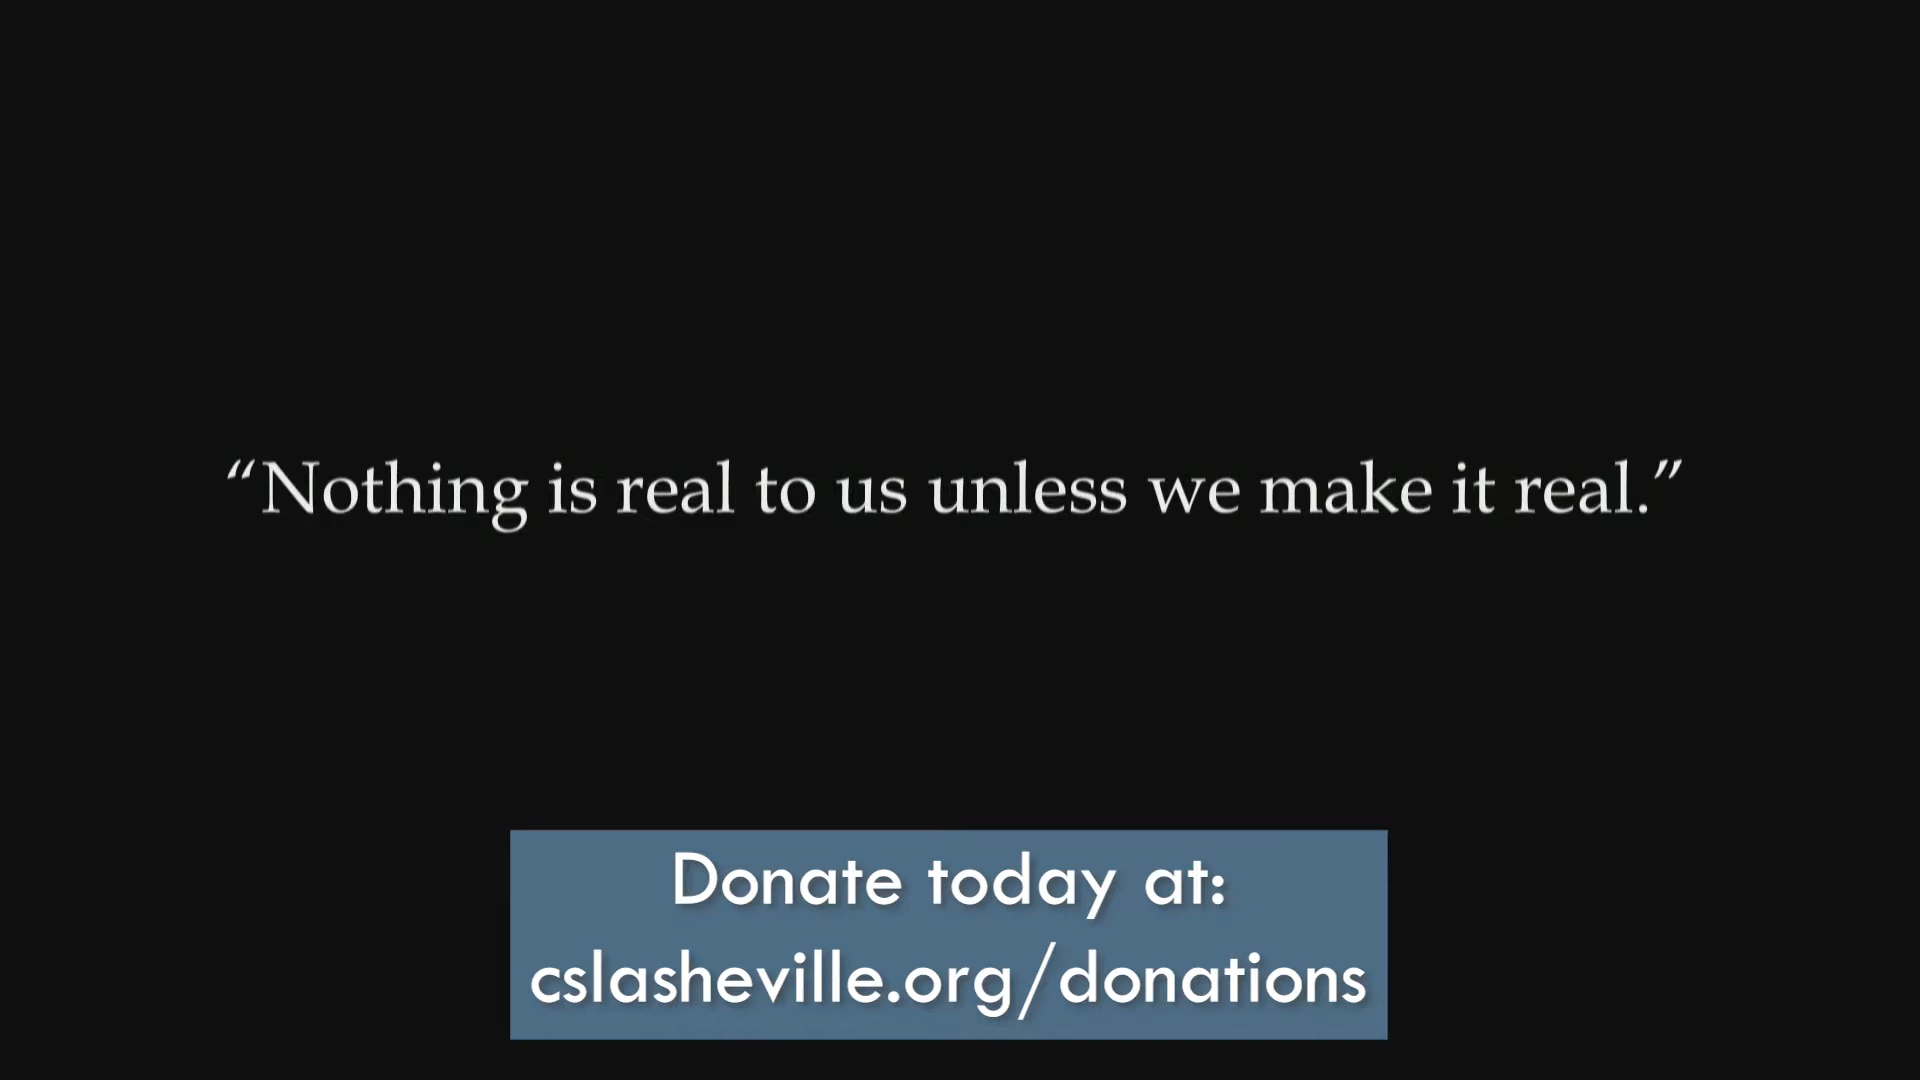 “Nothing is real to us unless we make it real.”
Donate today at:
cslasheville.org/donations